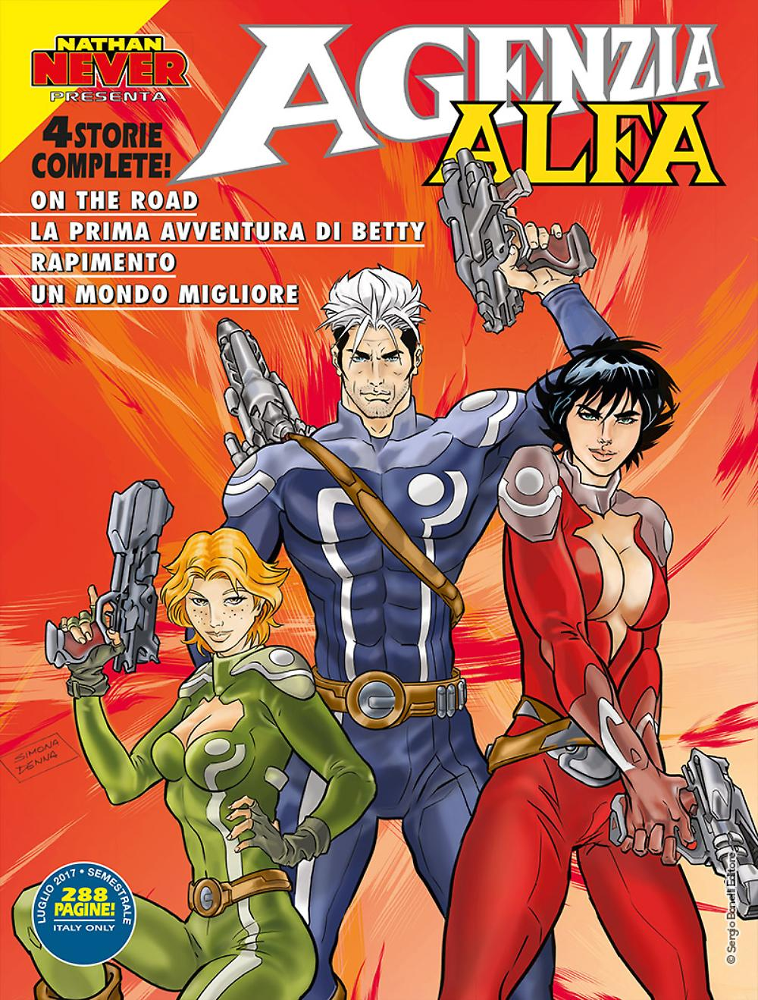 NATHAN
NEVER
PRESENTA
AGENZIA
ALFA
4 STORIE
COMPLETE!
ON THE ROAD
LA PRIMA AVVENTURA DI BETTY
RAPIMENTO
UN MONDO MIGLIORE
SIMONA
DENNA
LUGLIO 2017 • SEMESTRALE
288
PAGINE!
ITALY ONLY
© Sergio Bonelli Editore